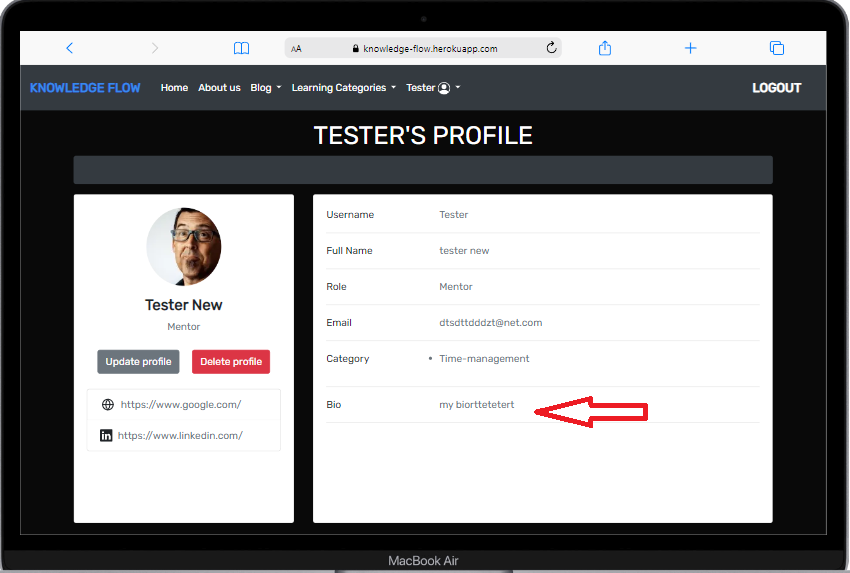 AA knowledge-flow.herokuapp.com
KNOWLEDGE FLOW Home About us Blog Learning Categories Tester LOGOUT
TESTER'S PROFILE
Tester New
Mentor
Update profile Delete profile
https://www.google.com/
in https://www.linkedin.com/
Username Tester
Full Name tester new
Role Mentor
Email dtsdttdddzt@net.com
Category • Time-management
Bio my biorttetetert
MacBook Air